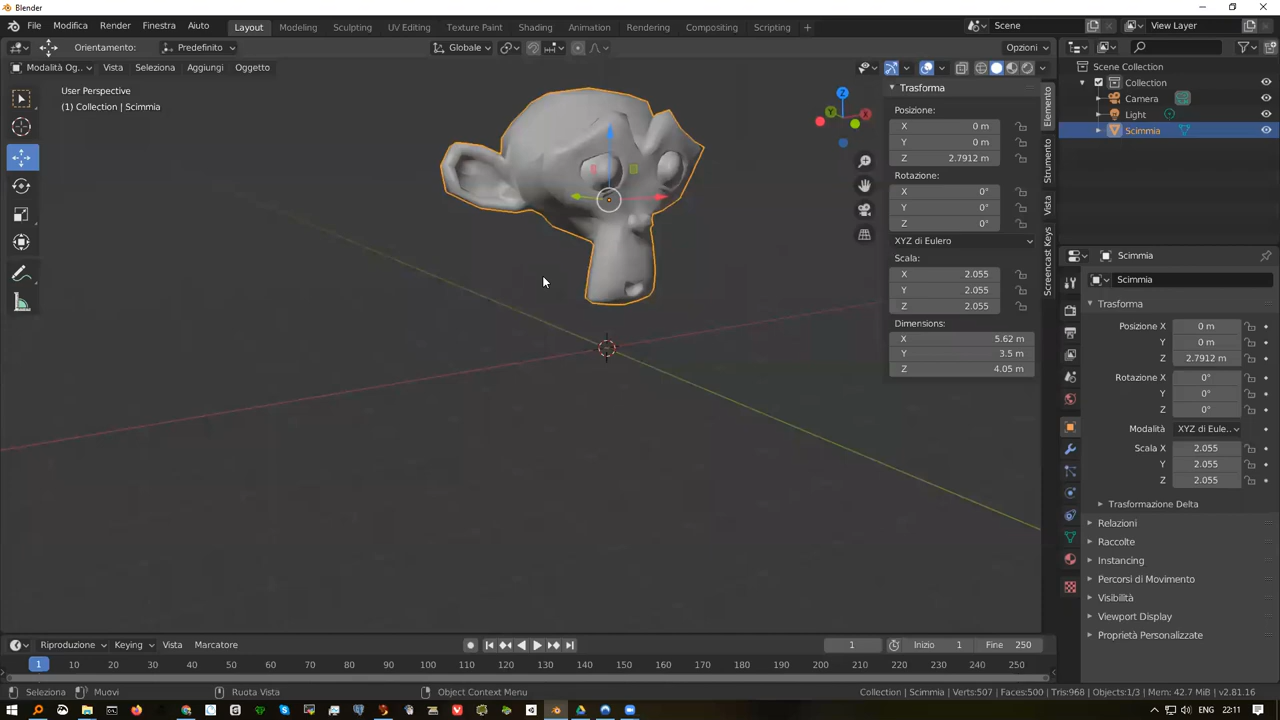 Blender
File Modifica Render Finestra Aiuto Layout Modeling Sculpting UV Editing Texture Paint Shading Animation Rendering Compositing Scripting Scene View Layer
Orientamento: Predefinito Globale Opzioni
Modalità Og... Vista Seleziona Aggiungi Oggetto
User Perspective
(1) Collection | Scimmia
Z
Y
X
Trasforma
Posizione:
X 0 m
Y 0 m
Z 2.7912 m
Rotazione:
X 0°
Y 0°
Z 0°
XYZ di Eulero
Scala:
X 2.055
Y 2.055
Z 2.055
Dimensions:
X 5.62 m
Y 3.5 m
Z 4.05 m
Elemento
Strumento
Vista
Screencast Keys
Scene Collection
Collection
Camera
Light
Scimmia
Scimmia
Scimmia
Trasforma
Posizione X 0 m
Y 0 m
Z 2.7912 m
Rotazione X 0°
Y 0°
Z 0°
Modalità XYZ di Eule..
Scala X 2.055
Y 2.055
Z 2.055
Trasformazione Delta
Relazioni
Raccolte
Instancing
Percorsi di Movimento
Visibilità
Viewport Display
Proprietà Personalizzate
Riproduzione Keying Vista Marcatore 1 Inizio 1 Fine 250
1 10 20 30 40 50 60 70 80 90 100 110 120 130 140 150 160 170 180 190 200 210 220 230 240 250
Seleziona Muovi Ruota Vista Object Context Menu Collection | Scimmia | Verts:507 | Faces:500 | Tris:968 | Objects:1/3 | Mem: 42.7 MiB | v2.81.16
22:11